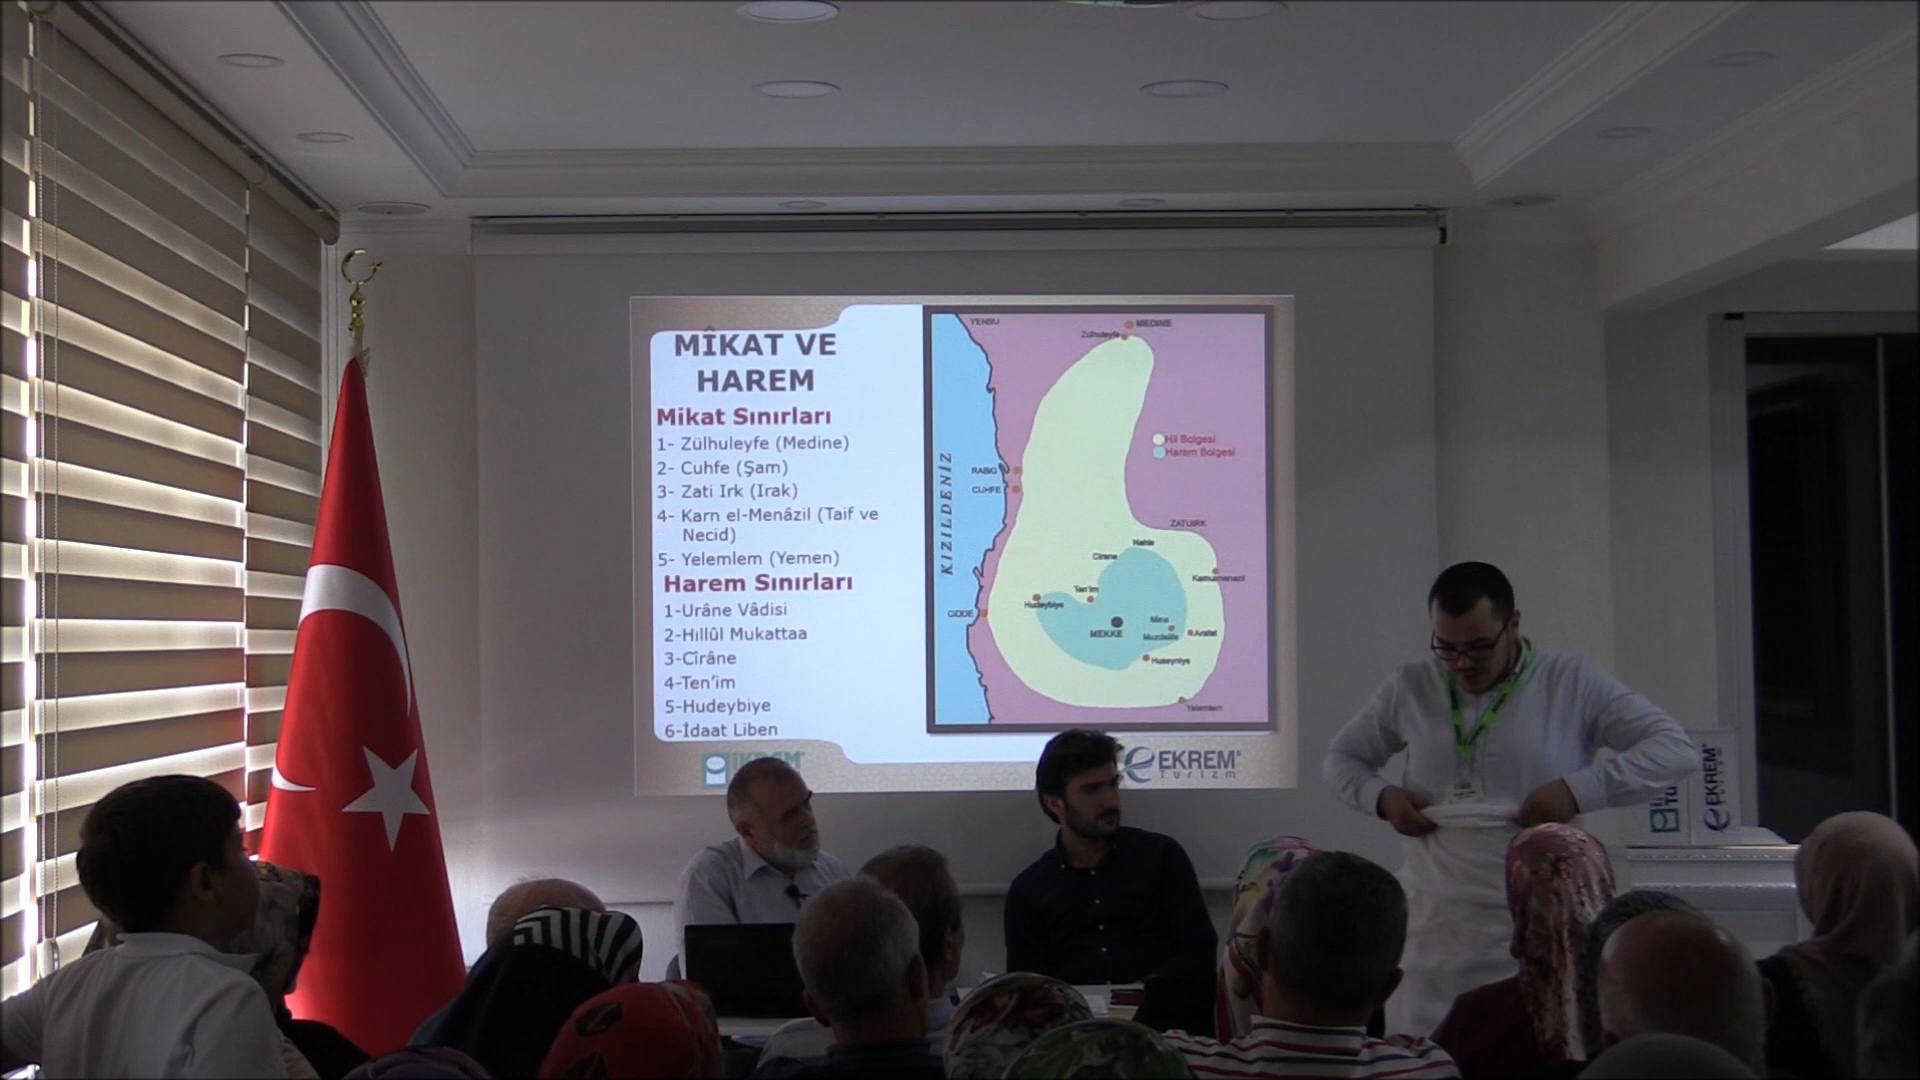 MÎKAT VE
HAREM
Mikat Sınırları
1- Zülhuleyfe (Medine)
2- Cuhfe (Şam)
3- Zati Irk (Irak)
4- Karn el-Menâzil (Taif ve
Necid)
5- Yelemlem (Yemen)
Harem Sınırları
1-Urâne Vâdisi
2-Hıllûl Mukattaa
3-Cîrâne
4-Ten'im
5-Hudeybiye
6-İdaat Liben
YENBU
MEDINE
Zulhuleyfe
Hil Bolgesi
Harem Bolgesi
KIZILDENİZ
RABIG
CUHFE
ZATUIRK
Nahle
Cirane
Ten'im
Hudeybiye
CIDDE
MEKKE
Mina
Muzdelife
Arafat
Huseyniye
Yelemlem
EKREM
Turizm
EKREM